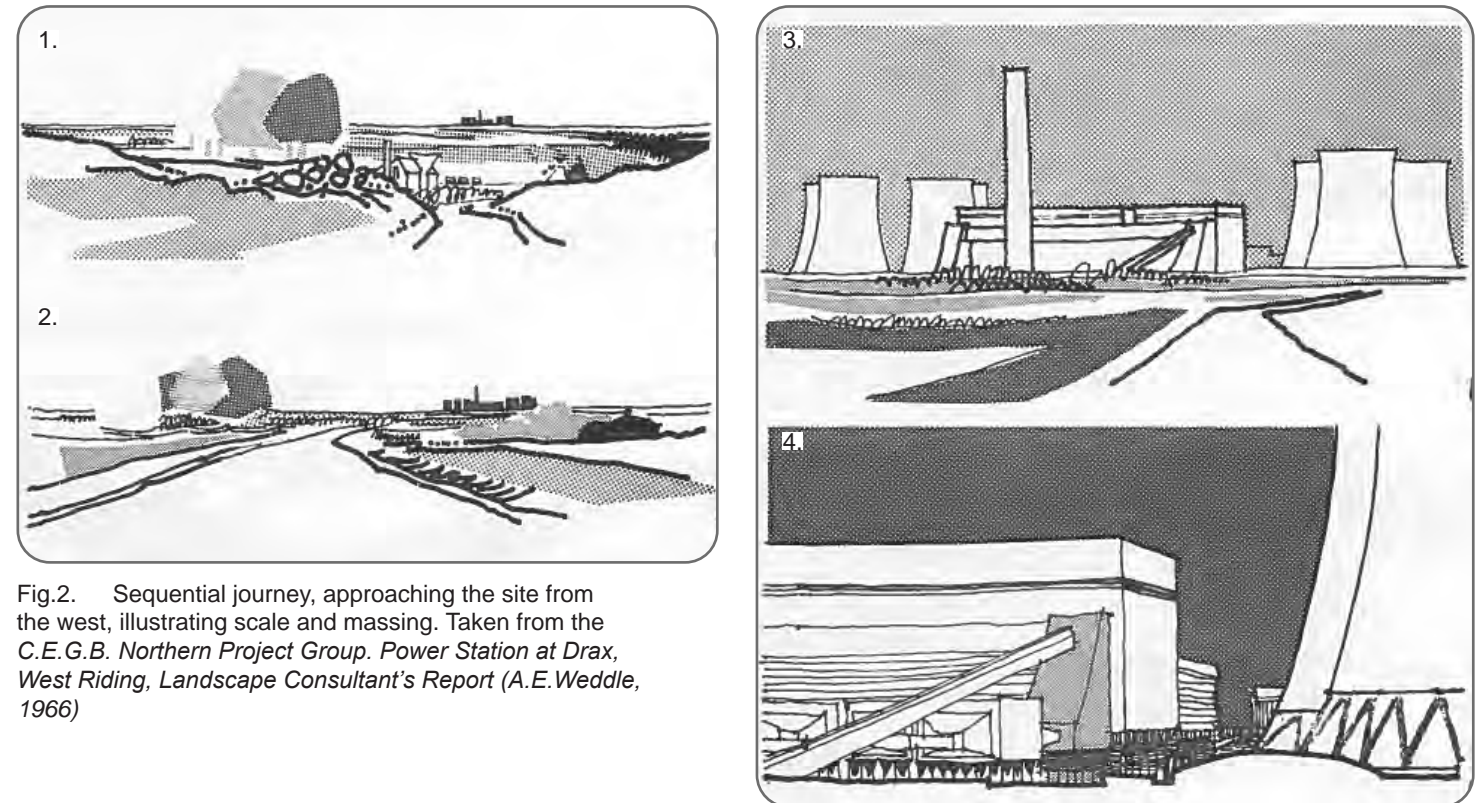 1.
2.
Fig.2. Sequential journey, approaching the site from
the west, illustrating scale and massing. Taken from the
C.E.G.B. Northern Project Group. Power Station at Drax,
West Riding, Landscape Consultant's Report (A.E.Weddle,
1966)
3.
4.